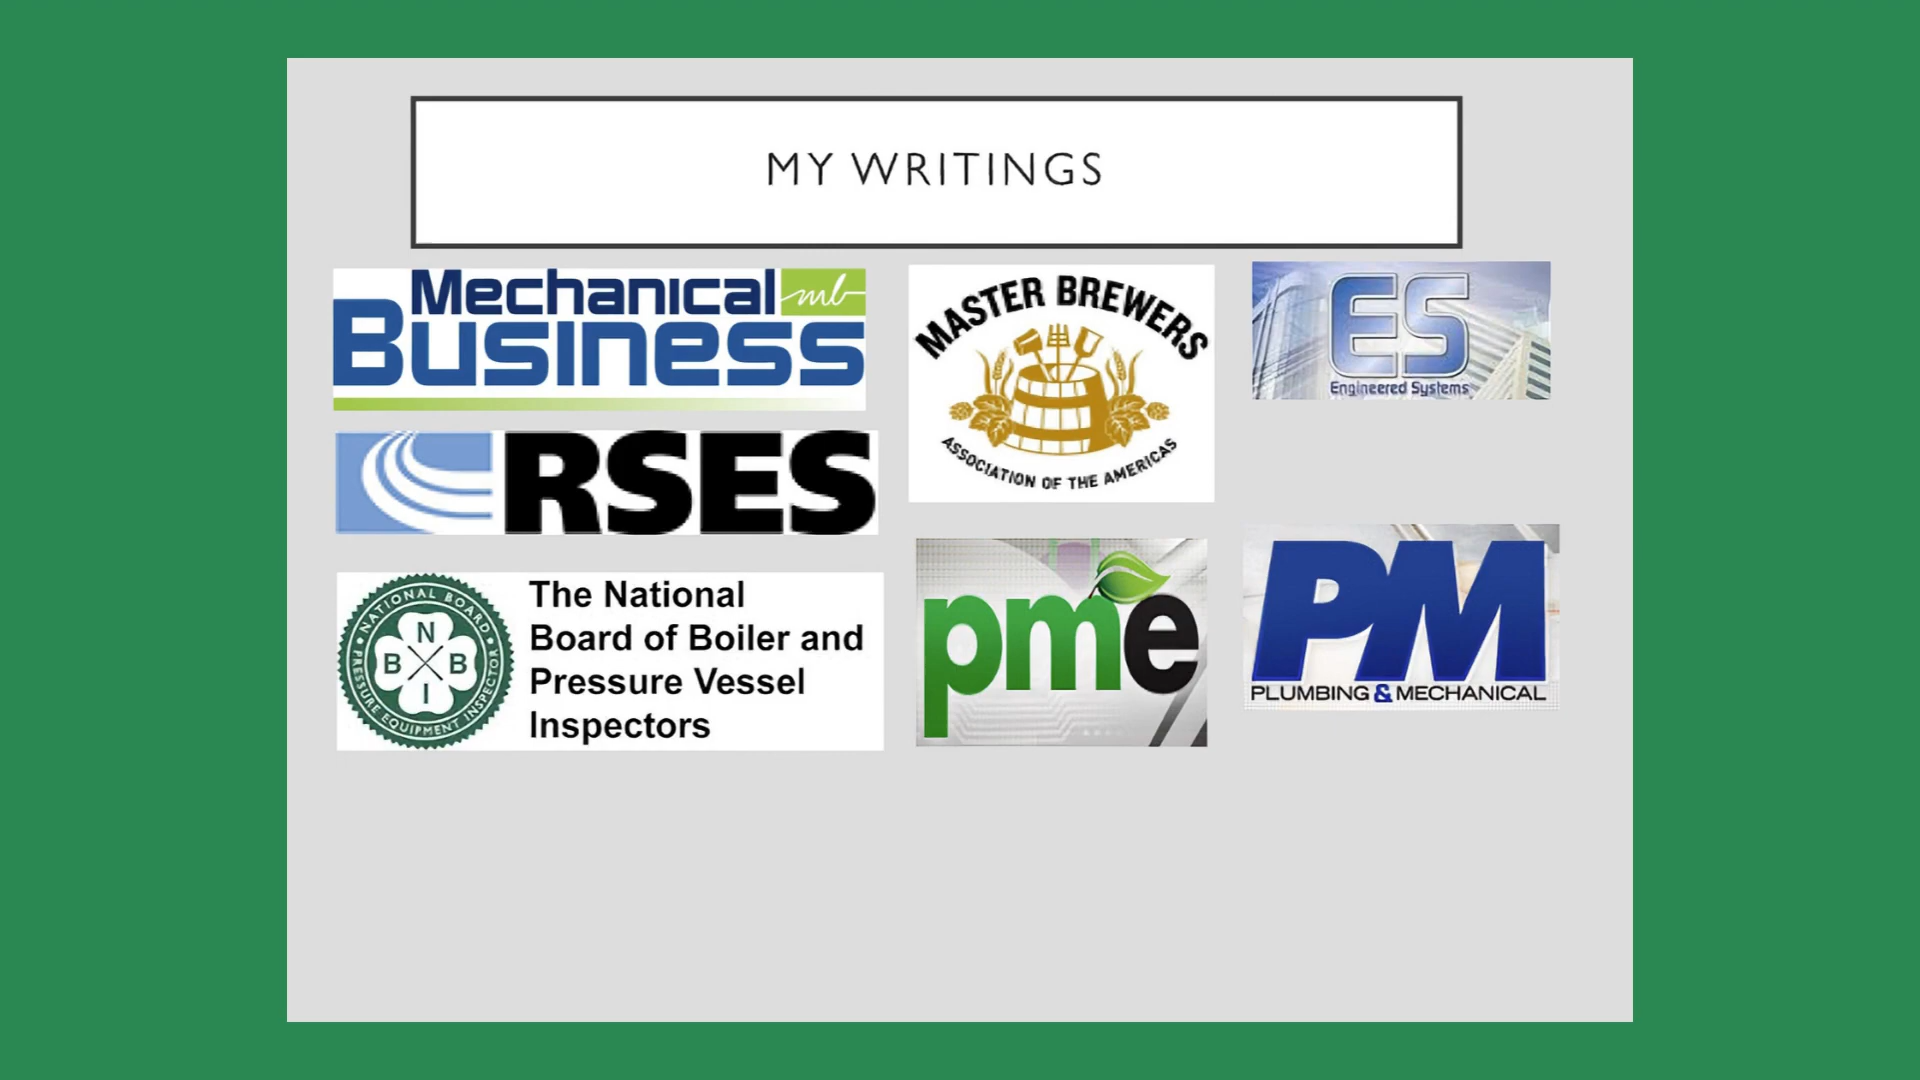 MY WRITINGS
Mechanical mb
Business
RSES
NATIONAL BOARD
PRESSURE EQUIPMENT INSPECTOR
N
B B
I
The National
Board of Boiler and
Pressure Vessel
Inspectors
MASTER BREWERS
ASSOCIATION OF THE AMERICAS
pme
ES
Engineered Systems
PM
PLUMBING & MECHANICAL